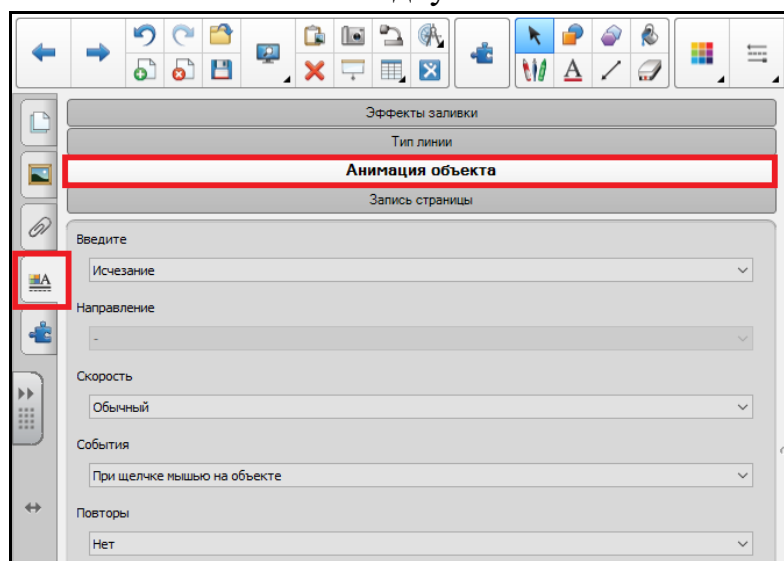 Эффекты заливки
Тип линии
Анимация объекта
Запись страницы
Введите
Исчезание
Направление
-
Скорость
Обычный
События
При щелчке мышью на объекте
Повторы
Нет